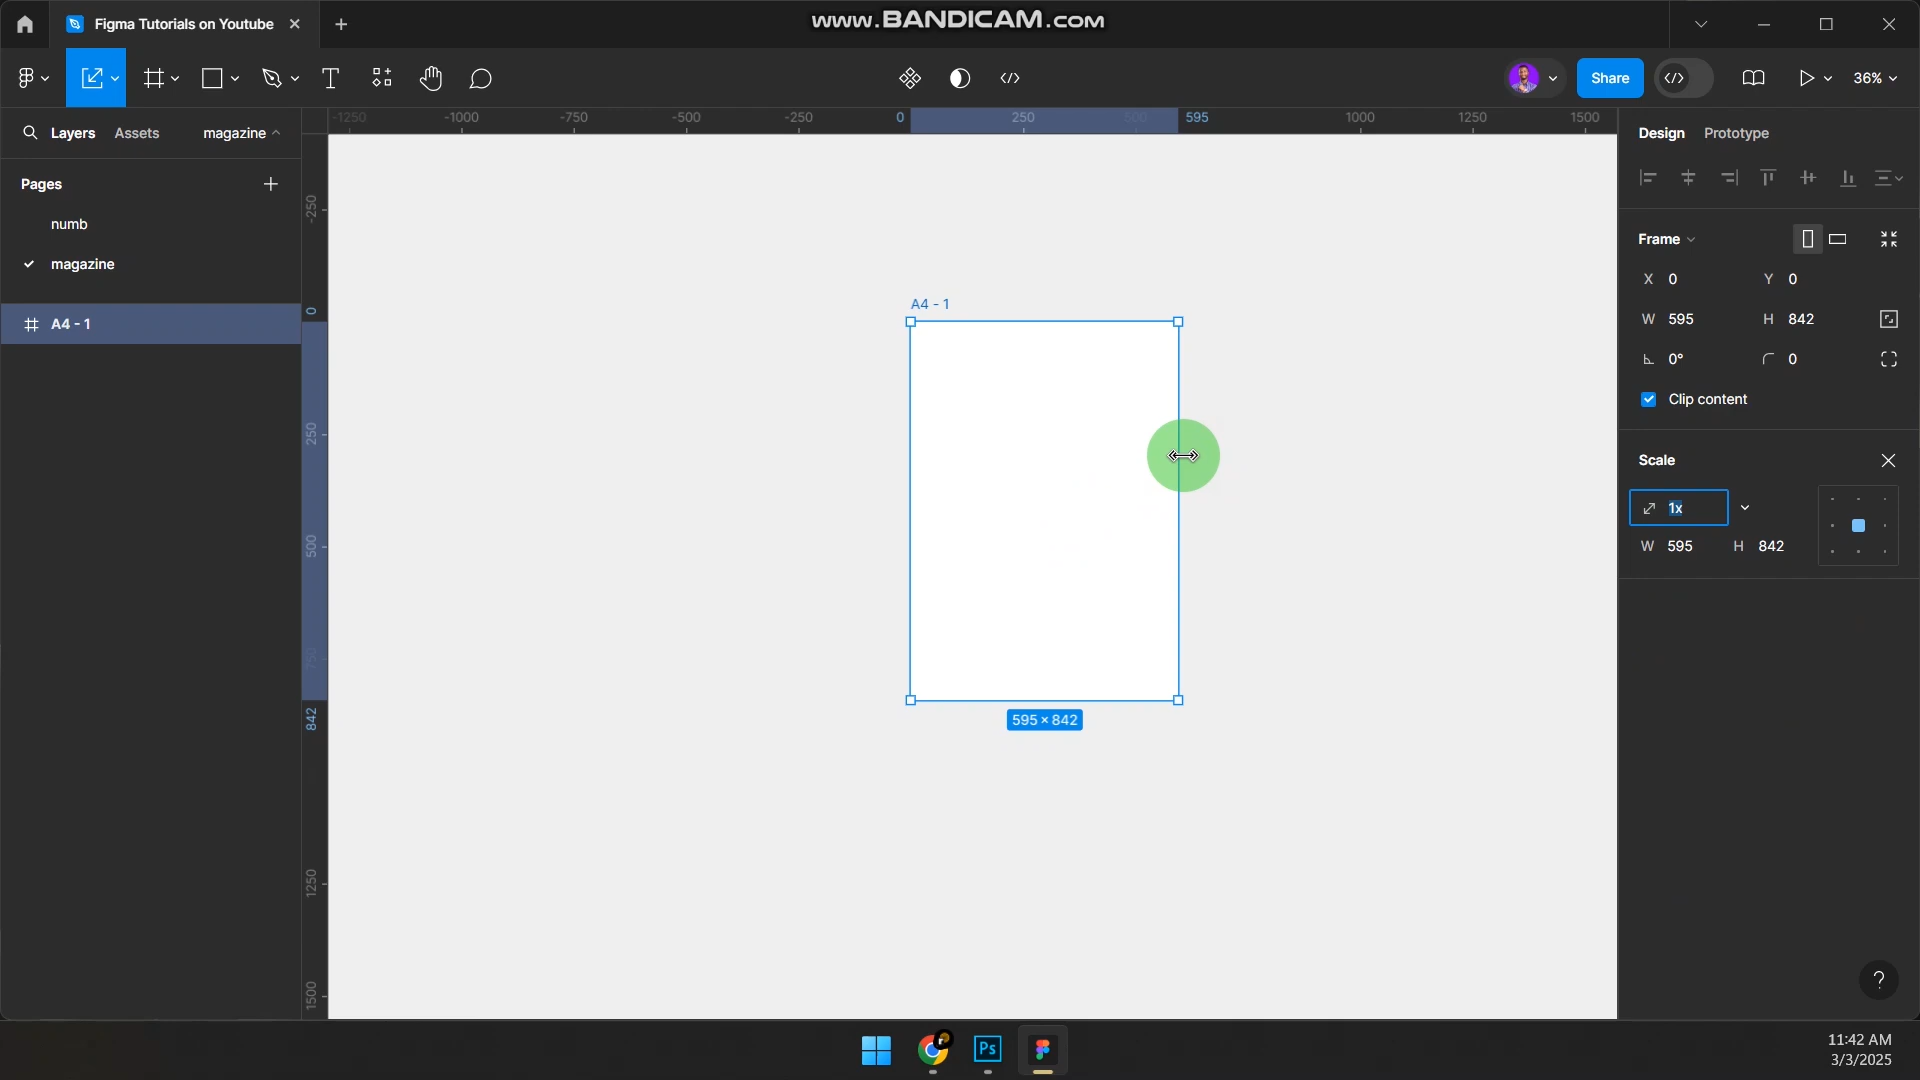 Figma Tutorials on Youtube
www.BANDICAM.com
Share
36%
Layers
Assets
magazine
Pages
numb
magazine
A4 - 1
-1250
-1000
-750
-500
-250
0
250
500
595
1000
1250
1500
-250
0
250
500
750
842
1250
1500
A4 - 1
595 × 842
Design
Prototype
Frame
X 0
Y 0
W 595
H 842
0°
0
Clip content
Scale
1x
W 595
H 842
?
Ps
11:42 AM
3/3/2025